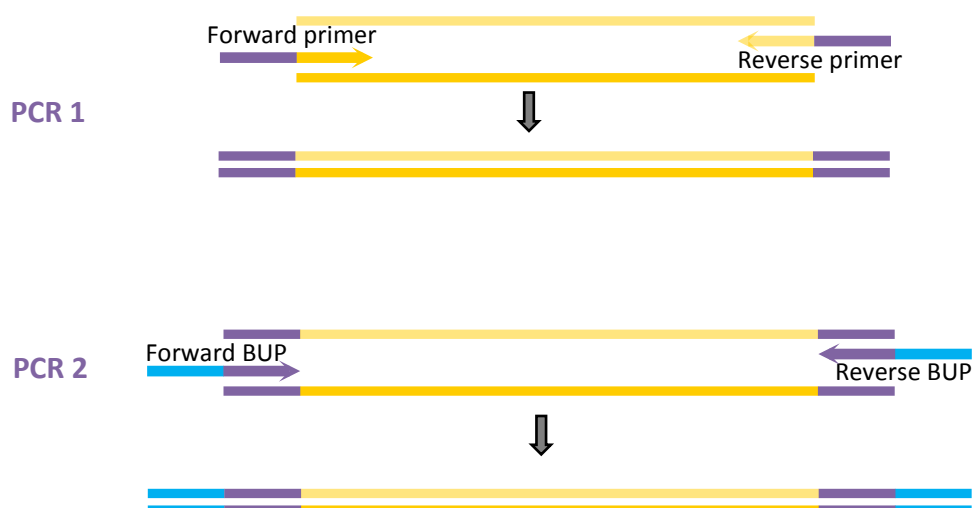 Forward primer
Reverse primer
PCR 1
Forward BUP
PCR 2
Reverse BUP